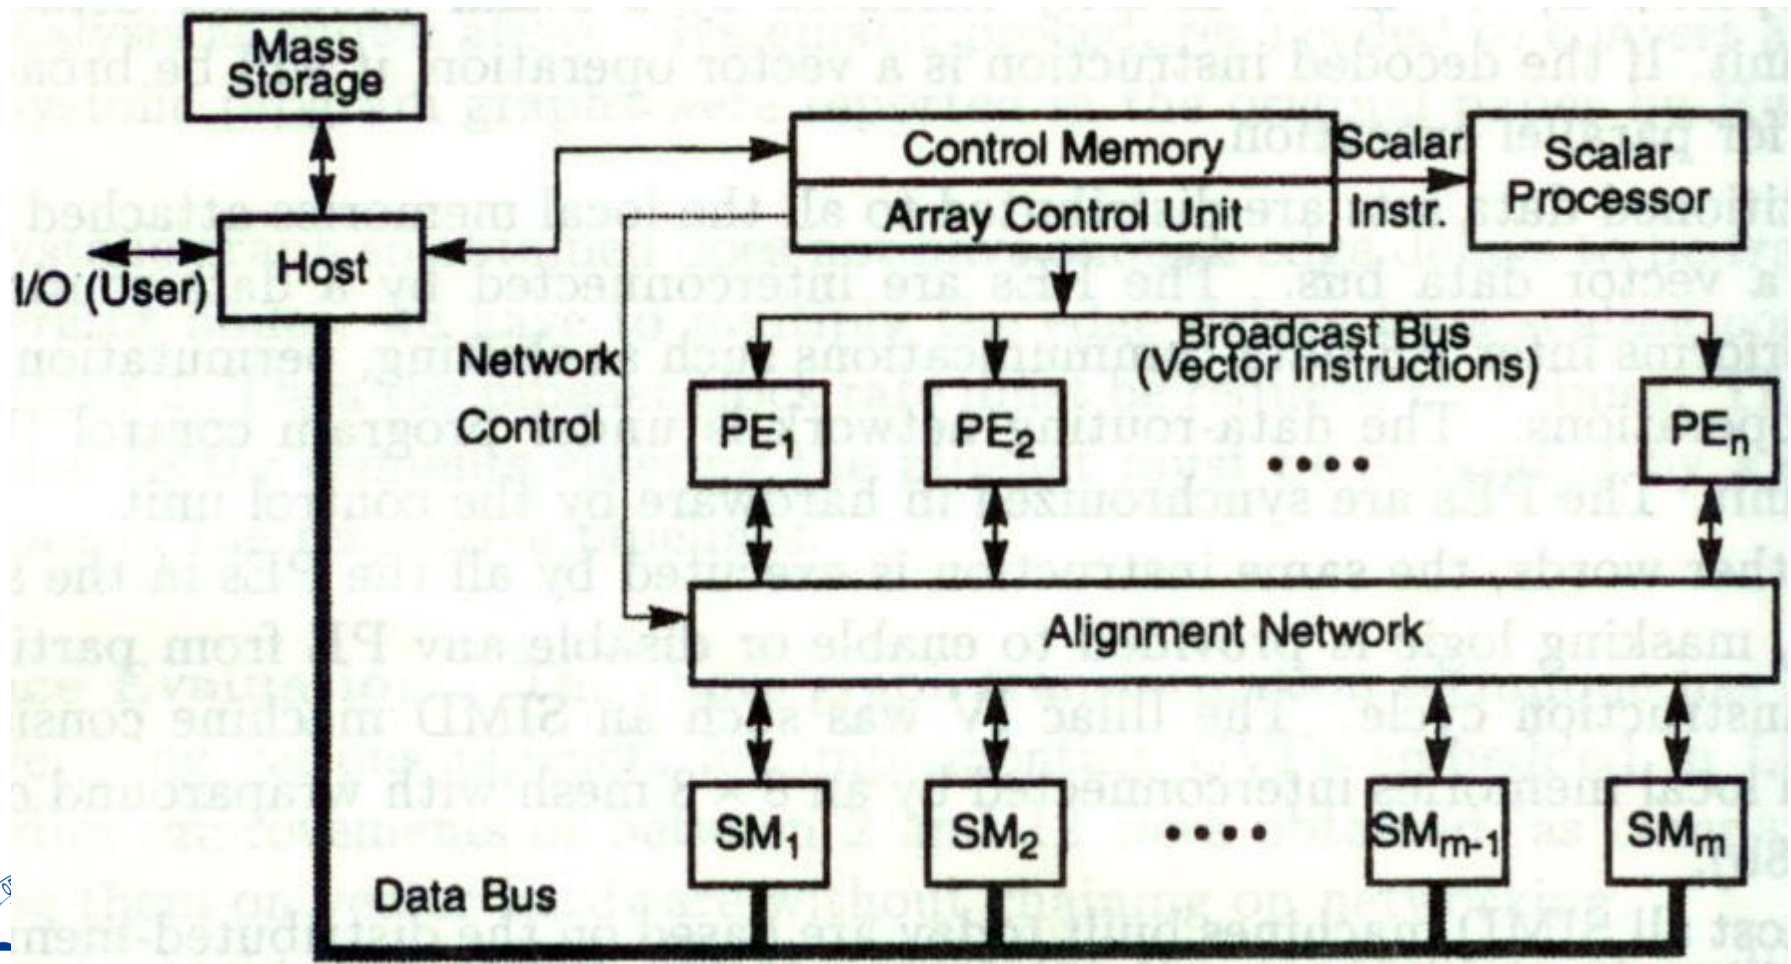 Mass
Storage
Control Memory
Scalar
Scalar
Processor
Array Control Unit
Instr.
Host
I/O (User)
Network
Control
Broadcast Bus
(Vector Instructions)
PE₁
PE₂
••••
PEₙ
Alignment Network
SM₁
SM₂
••••
SMₘ₋₁
SMₘ
Data Bus